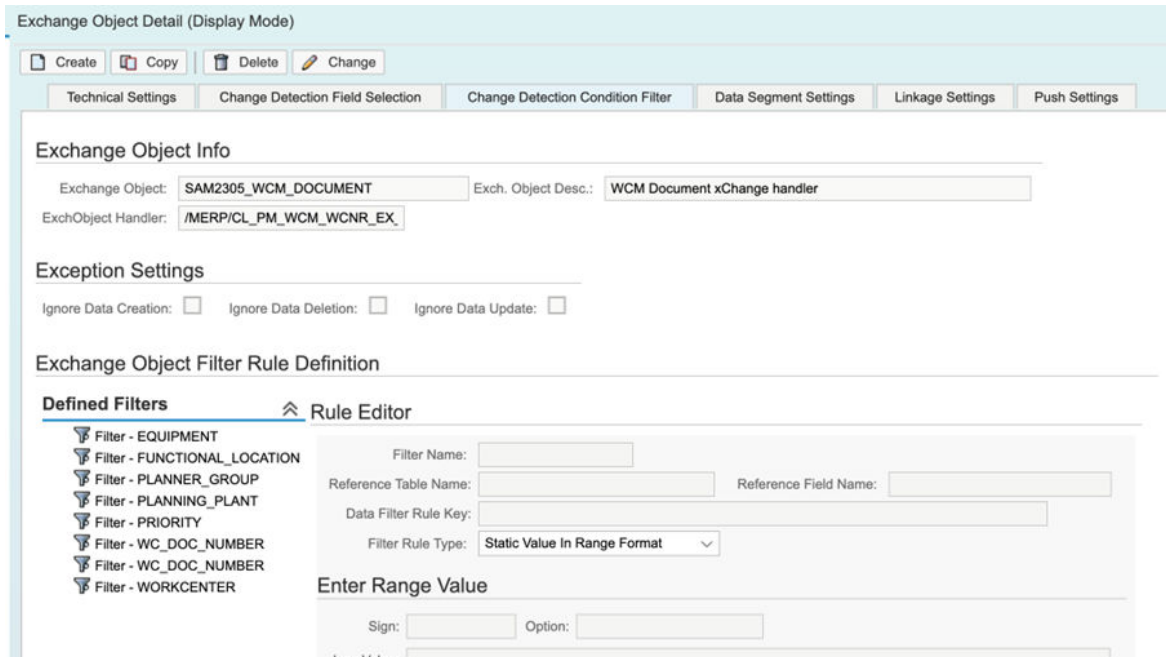 Exchange Object Detail (Display Mode)
Create Copy Delete Change
Technical Settings Change Detection Field Selection Change Detection Condition Filter Data Segment Settings Linkage Settings Push Settings
Exchange Object Info
Exchange Object: SAM2305_WCM_DOCUMENT Exch. Object Desc.: WCM Document xChange handler
ExchObject Handler: /MERP/CL_PM_WCM_WCNR_EX_
Exception Settings
Ignore Data Creation: Ignore Data Deletion: Ignore Data Update:
Exchange Object Filter Rule Definition
Defined Filters
Filter - EQUIPMENT
Filter - FUNCTIONAL_LOCATION
Filter - PLANNER_GROUP
Filter - PLANNING_PLANT
Filter - PRIORITY
Filter - WC_DOC_NUMBER
Filter - WC_DOC_NUMBER
Filter - WORKCENTER
Rule Editor
Filter Name:
Reference Table Name: Reference Field Name:
Data Filter Rule Key:
Filter Rule Type: Static Value In Range Format
Enter Range Value
Sign: Option: